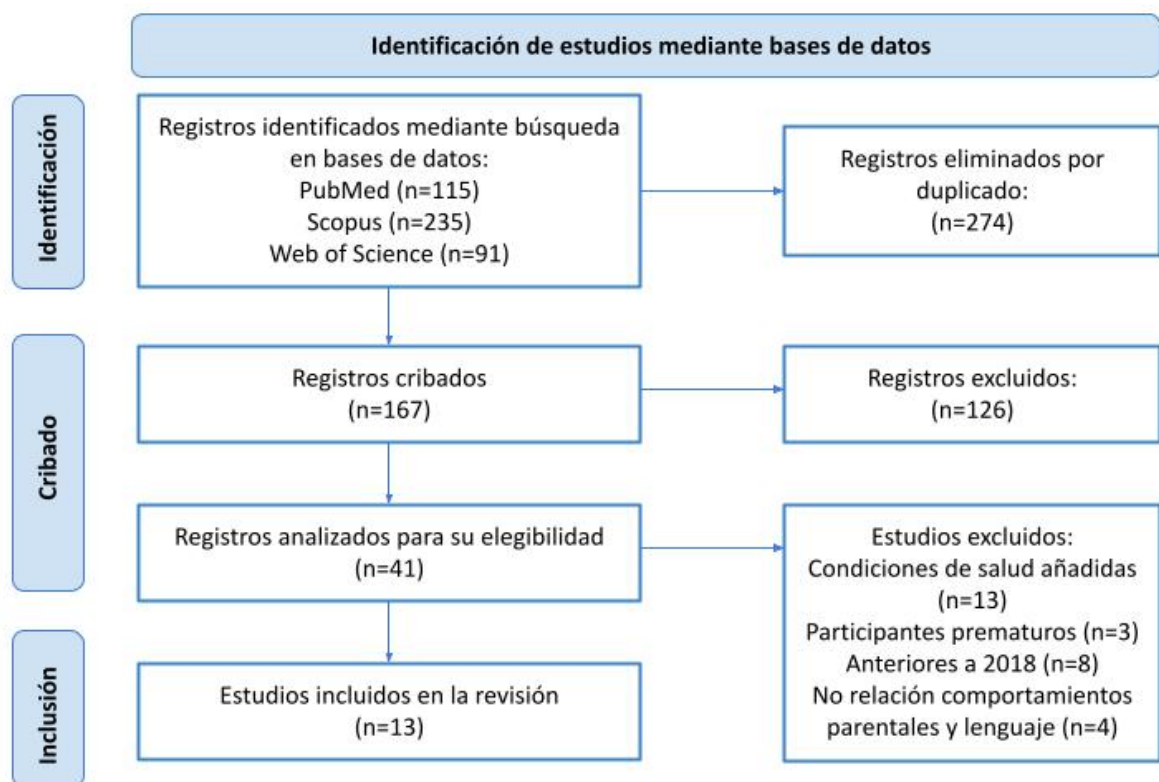 Identificación de estudios mediante bases de datos
Identificación
Registros identificados mediante búsqueda
en bases de datos:
PubMed (n=115)
Scopus (n=235)
Web of Science (n=91)
Registros eliminados por
duplicado:
(n=274)
Cribado
Registros cribados
(n=167)
Registros excluidos:
(n=126)
Registros analizados para su elegibilidad
(n=41)
Estudios excluidos:
Condiciones de salud añadidas
(n=13)
Participantes prematuros (n=3)
Anteriores a 2018 (n=8)
No relación comportamientos
parentales y lenguaje (n=4)
Inclusión
Estudios incluidos en la revisión
(n=13)